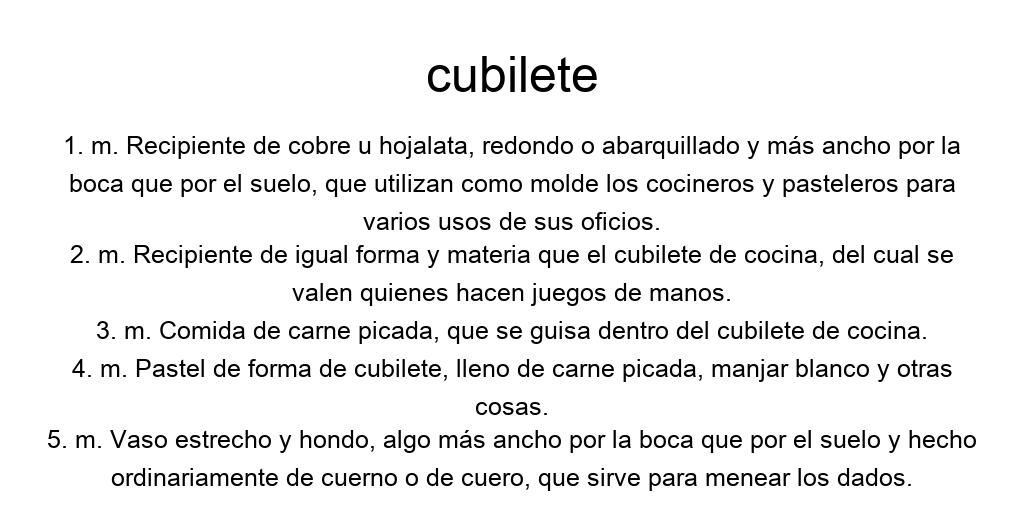 cubilete
1. m. Recipiente de cobre u hojalata, redondo o abarquillado y más ancho por la
boca que por el suelo, que utilizan como molde los cocineros y pasteleros para
varios usos de sus oficios.
2. m. Recipiente de igual forma y materia que el cubilete de cocina, del cual se
valen quienes hacen juegos de manos.
3. m. Comida de carne picada, que se guisa dentro del cubilete de cocina.
4. m. Pastel de forma de cubilete, lleno de carne picada, manjar blanco y otras
cosas.
5. m. Vaso estrecho y hondo, algo más ancho por la boca que por el suelo y hecho
ordinariamente de cuerno o de cuero, que sirve para menear los dados.